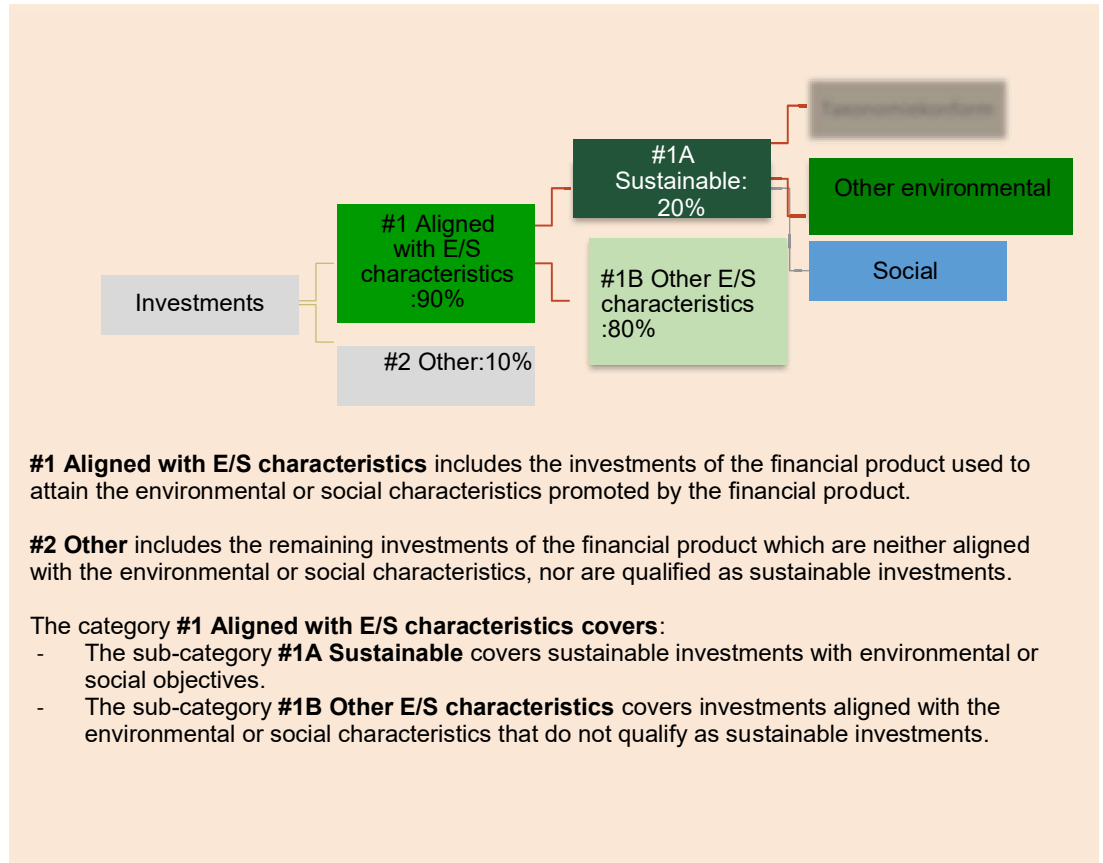 #1A
Sustainable:
20%
Other environmental
#1 Aligned
with E/S
characteristics
:90%
Social
#1B Other E/S
characteristics
:80%
Investments
#2 Other:10%
#1 Aligned with E/S characteristics includes the investments of the financial product used to
attain the environmental or social characteristics promoted by the financial product.
#2 Other includes the remaining investments of the financial product which are neither aligned
with the environmental or social characteristics, nor are qualified as sustainable investments.
The category #1 Aligned with E/S characteristics covers:
- The sub-category #1A Sustainable covers sustainable investments with environmental or
social objectives.
- The sub-category #1B Other E/S characteristics covers investments aligned with the
environmental or social characteristics that do not qualify as sustainable investments.